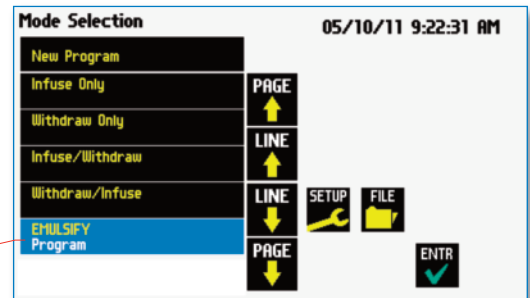 Mode Selection
05/10/11 9:22:31 AM
New Program
Infuse Only
Withdraw Only
Infuse/Withdraw
Withdraw/Infuse
EMULSIFY
Program
PAGE
LINE
LINE
PAGE
SETUP
FILE
ENTR